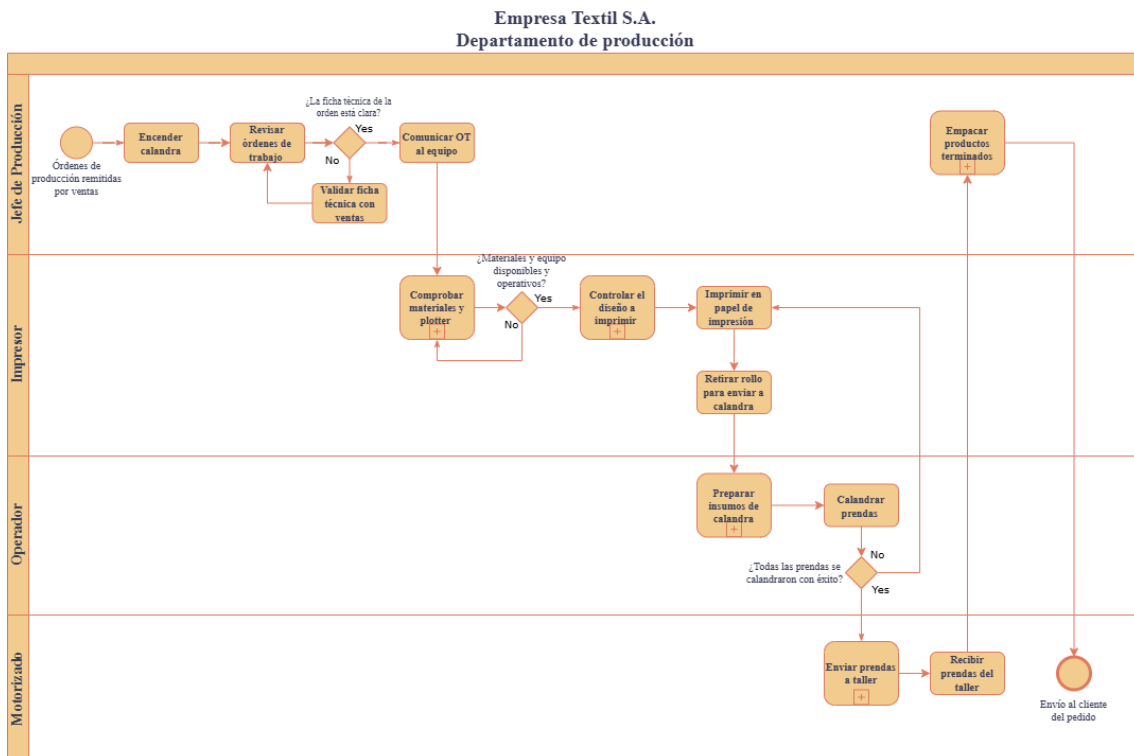 Empresa Textil S.A.
Departamento de producción
Jefe de Producción
Órdenes de
producción remitidas
por ventas
Encender
calandra
Revisar
órdenes de
trabajo
¿La ficha técnica de la
orden está clara?
Yes
No
Validar ficha
técnica con
ventas
Comunicar OT
al equipo
Empacar
productos
terminados
Impresor
Comprobar
materiales y
plotter
¿Materiales y equipo
disponibles y
operativos?
Yes
No
Controlar el
diseño a
imprimir
Imprimir en
papel de
impresión
Retirar rollo
para enviar a
calandra
Operador
Preparar
insumos de
calandra
Calandrar
prendas
¿Todas las prendas se
calandraron con éxito?
No
Yes
Motorizado
Enviar prendas
a taller
Recibir
prendas del
taller
Envío al cliente
del pedido